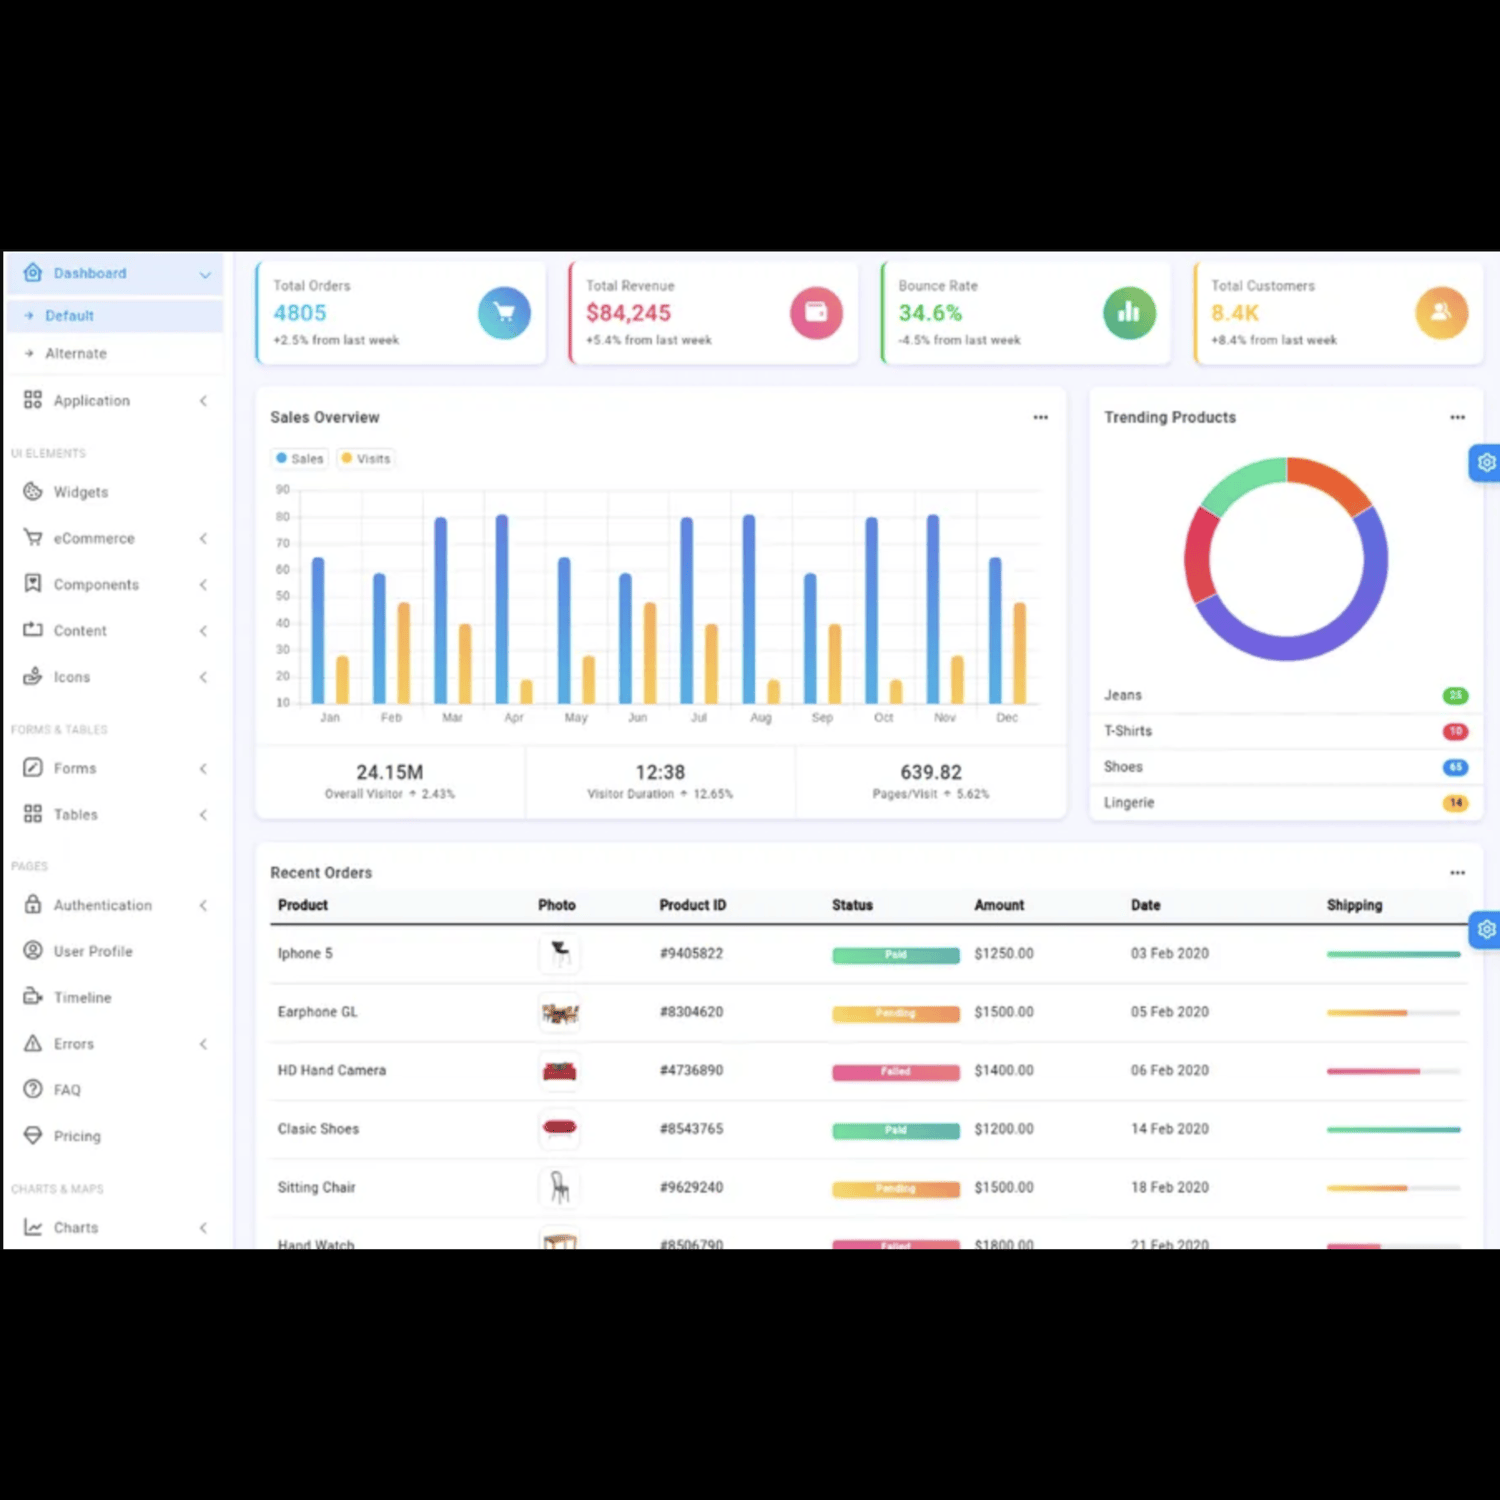 Dashboard
Default
Alternate
Application
UI ELEMENTS
Widgets
eCommerce
Components
Content
Icons
FORMS & TABLES
Forms
Tables
PAGES
Authentication
User Profile
Timeline
Errors
FAQ
Pricing
CHARTS & MAPS
Charts
Total Orders
4805
+2.5% from last week
Total Revenue
$84,245
+5.4% from last week
Bounce Rate
34.6%
-4.5% from last week
Total Customers
8.4K
+8.4% from last week
Sales Overview
Sales Visits
90
80
70
60
50
40
30
20
10
Jan Feb Mar Apr May Jun Jul Aug Sep Oct Nov Dec
24.15M
Overall Visitor ↑ 2.43%
12:38
Visitor Duration ↑ 12.65%
639.82
Pages/Visit ↑ 5.62%
Trending Products
Jeans 25
T-Shirts 10
Shoes 65
Lingerie 14
Recent Orders
Product Photo Product ID Status Amount Date Shipping
Iphone 5 #9405822 Paid $1250.00 03 Feb 2020
Earphone GL #8304620 Pending $1500.00 05 Feb 2020
HD Hand Camera #4736890 Failed $1400.00 06 Feb 2020
Clasic Shoes #8543765 Paid $1200.00 14 Feb 2020
Sitting Chair #9629240 Pending $1500.00 18 Feb 2020
Hand Watch #8506790 Failed $1800.00 21 Feb 2020